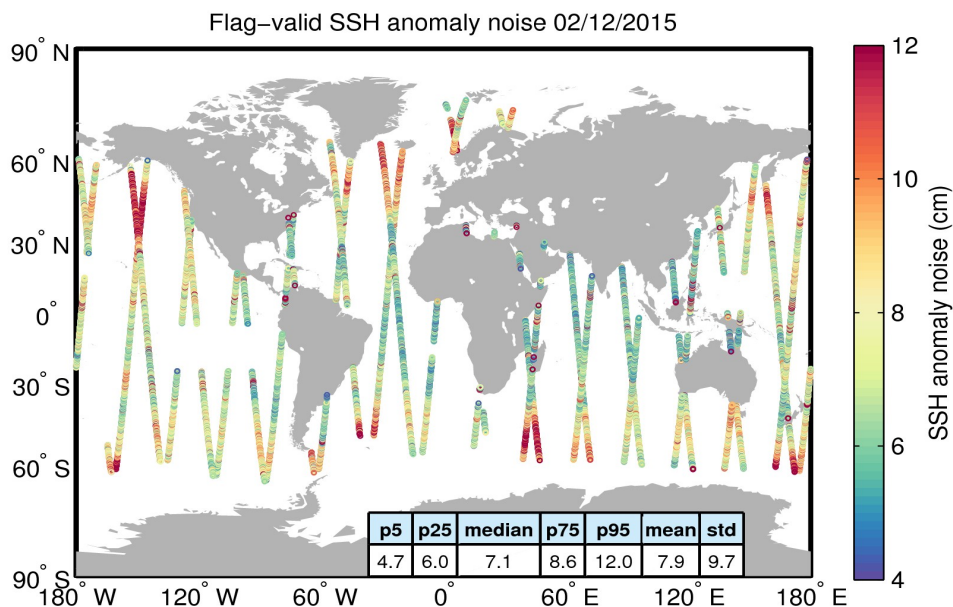 Flag−valid SSH anomaly noise 02/12/2015
90° N
60° N
30° N
0°
30° S
60° S
90° S
180° W 120° W 60° W 0° 60° E 120° E 180° E
p5 p25 median p75 p95 mean std
4.7 6.0 7.1 8.6 12.0 7.9 9.7
12
10
8
6
4
SSH anomaly noise (cm)